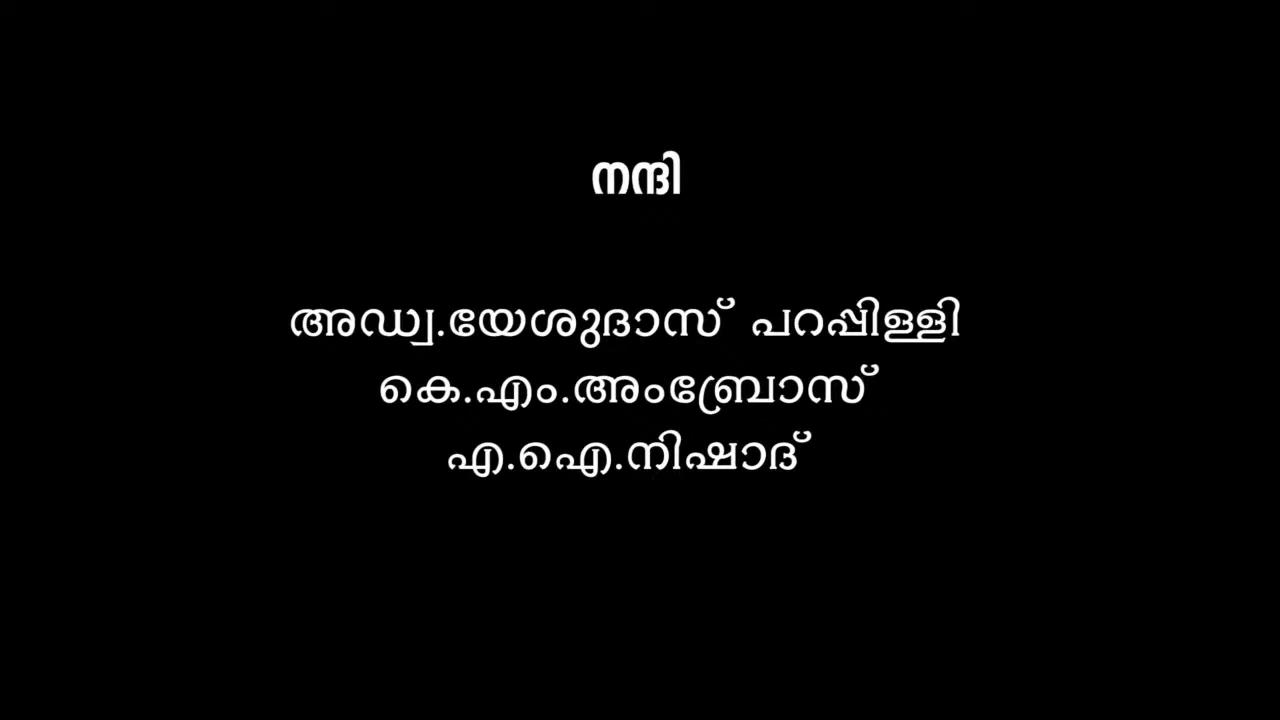 നന്ദി
അഡ്വ.യേശുദാസ് പറപ്പിള്ളി
കെ.എം.അംബ്രോസ്
എ.ഐ.നിഷാദ്